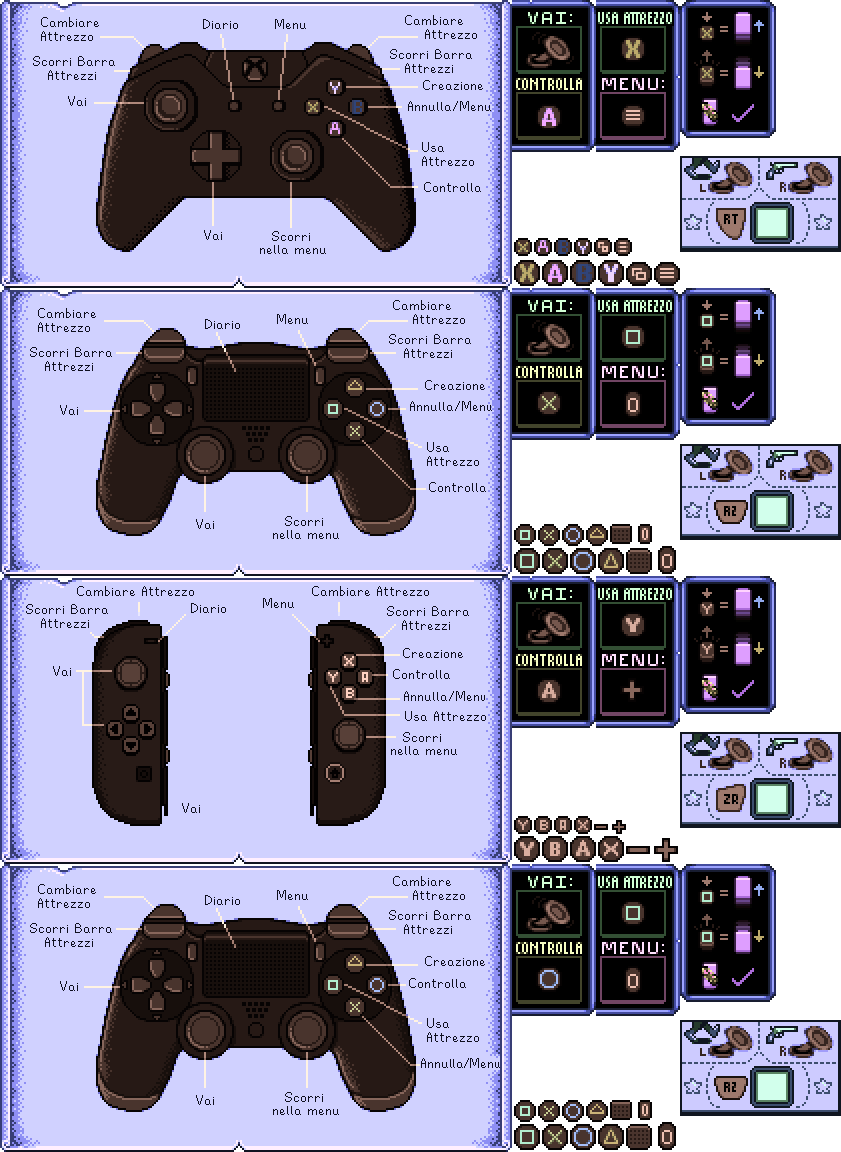 Cambiare
Attrezzo
Diario
Menu
Cambiare
Attrezzo
Scorri Barra
Attrezzi
Scorri Barra
Attrezzi
Creazione
Vai
Annulla/Menu
Usa
Attrezzo
Controlla
Vai
Scorri
nella menu
Y
X
B
A
VAI:
USA ATTREZZO
X
CONTROLLA
MENU:
A
X =
X =
L
R
RT
X A B Y
X A B Y
Cambiare
Attrezzo
Diario
Menu
Cambiare
Attrezzo
Scorri Barra
Attrezzi
Scorri Barra
Attrezzi
Creazione
Vai
Annulla/Menu
Usa
Attrezzo
Controlla
Vai
Scorri
nella menu
VAI:
USA ATTREZZO
CONTROLLA
MENU:
=
=
L
R
R2
Cambiare Attrezzo
Cambiare Attrezzo
Scorri Barra
Attrezzi
Diario
Menu
Scorri Barra
Attrezzi
Creazione
Vai
Controlla
Annulla/Menu
Usa Attrezzo
Scorri
nella menu
Vai
X
Y
A
B
VAI:
USA ATTREZZO
Y
CONTROLLA
MENU:
A
+
Y =
Y =
L
R
ZR
Y B A X - +
Y B A X - +
Cambiare
Attrezzo
Diario
Menu
Cambiare
Attrezzo
Scorri Barra
Attrezzi
Scorri Barra
Attrezzi
Creazione
Vai
Controlla
Usa
Attrezzo
Annulla/Menu
Vai
Scorri
nella menu
VAI:
USA ATTREZZO
CONTROLLA
MENU:
=
=
L
R
R2